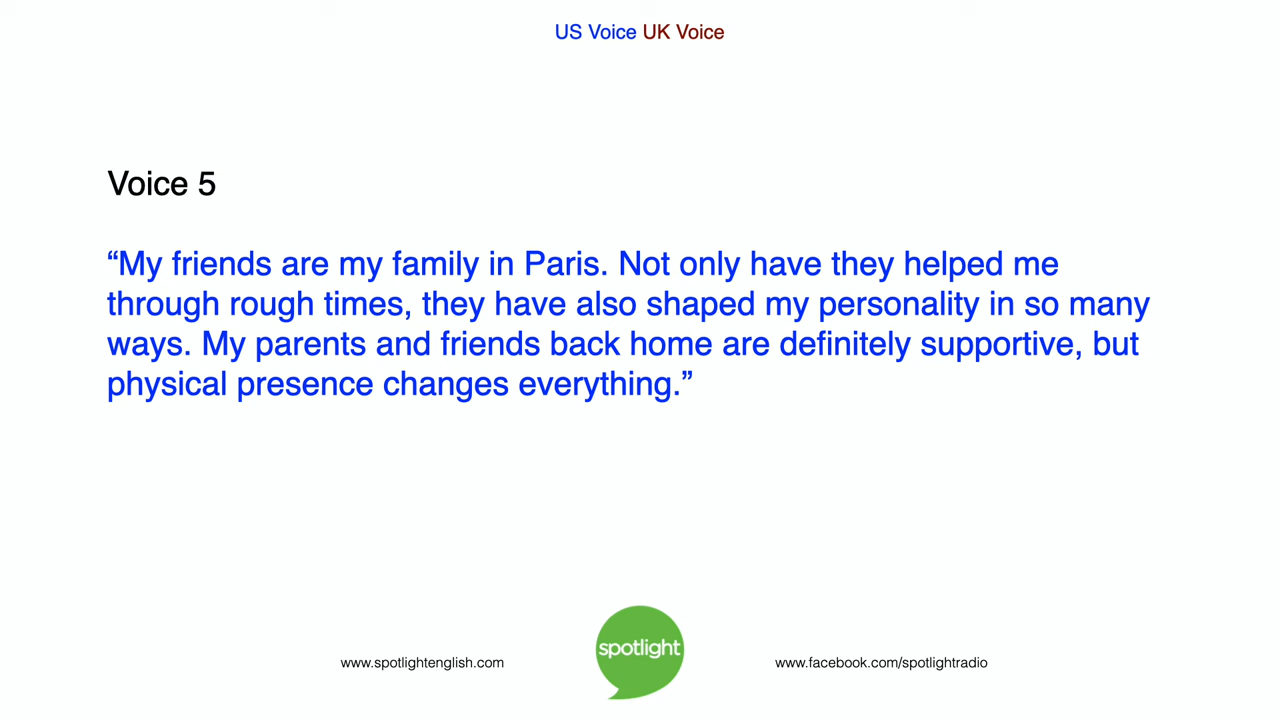 US Voice UK Voice
Voice 5
“My friends are my family in Paris. Not only have they helped me
through rough times, they have also shaped my personality in so many
ways. My parents and friends back home are definitely supportive, but
physical presence changes everything.”
spotlight
www.spotlightenglish.com
www.facebook.com/spotlightradio